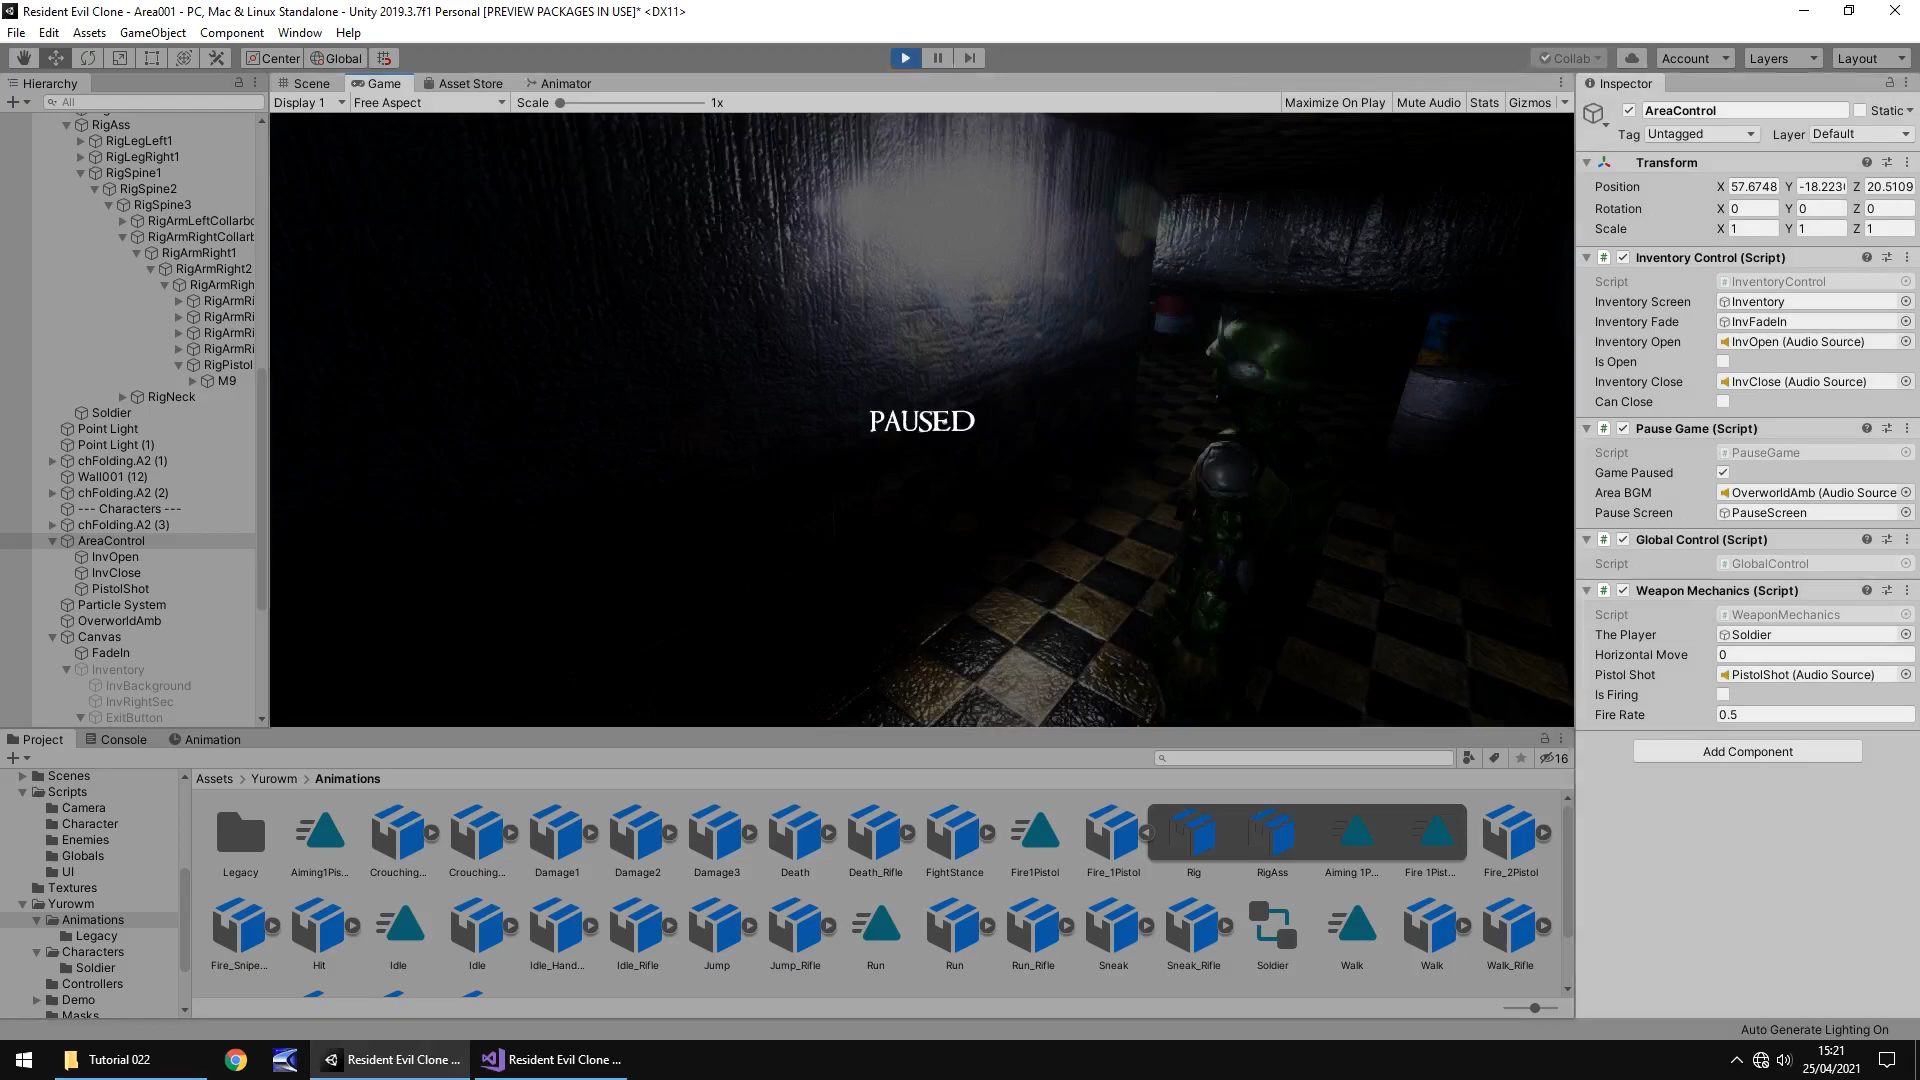 Resident Evil Clone - Area001 - PC, Mac & Linux Standalone - Unity 2019.3.7f1 Personal [PREVIEW PACKAGES IN USE]* <DX11>
File Edit Assets GameObject Component Window Help
Center Global Collab Account Layers Layout
Hierarchy
All
RigAss
RigLegLeft1
RigLegRight1
RigSpine1
RigSpine2
RigSpine3
RigArmLeftCollarbo
RigArmRightCollart
RigArmRight1
RigArmRight2
RigArmRigh
RigArmRi
RigArmRi
RigArmRi
RigArmRi
RigPistol
M9
RigNeck
Soldier
Point Light
Point Light (1)
chFolding.A2 (1)
Wall001 (12)
chFolding.A2 (2)
--- Characters ---
chFolding.A2 (3)
AreaControl
InvOpen
InvClose
PistolShot
Particle System
OverworldAmb
Canvas
FadeIn
Inventory
InvBackground
InvRightSec
ExitButton
Scene Game Asset Store Animator
Display 1 Free Aspect Scale 1x Maximize On Play Mute Audio Stats Gizmos
PAUSED
Inspector
AreaControl Static
Tag Untagged Layer Default
Transform
Position X 57.6748 Y -18.223 Z 20.5109
Rotation X 0 Y 0 Z 0
Scale X 1 Y 1 Z 1
# Inventory Control (Script)
Script InventoryControl
Inventory Screen Inventory
Inventory Fade InvFadeIn
Inventory Open InvOpen (Audio Source)
Is Open
Inventory Close InvClose (Audio Source)
Can Close
# Pause Game (Script)
Script PauseGame
Game Paused
Area BGM OverworldAmb (Audio Source
Pause Screen PauseScreen
# Global Control (Script)
Script GlobalControl
# Weapon Mechanics (Script)
Script WeaponMechanics
The Player Soldier
Horizontal Move 0
Pistol Shot PistolShot (Audio Source)
Is Firing
Fire Rate 0.5
Add Component
Project Console Animation
16
Scenes
Scripts
Camera
Character
Enemies
Globals
UI
Textures
Yurowm
Animations
Legacy
Characters
Soldier
Controllers
Demo
Masks
Assets > Yurowm > Animations
Legacy Aiming1Pis... Crouching... Crouching... Damage1 Damage2 Damage3 Death Death_Rifle FightStance Fire1Pistol Fire_1Pistol Rig RigAss Aiming 1P... Fire 1Pist... Fire_2Pistol
Fire_Snipe... Hit Idle Idle Idle_Hand... Idle_Rifle Jump Jump_Rifle Run Run Run_Rifle Sneak Sneak_Rifle Soldier Walk Walk Walk_Rifle
Auto Generate Lighting On
Tutorial 022 Resident Evil Clone ... Resident Evil Clone ...
15:21
25/04/2021